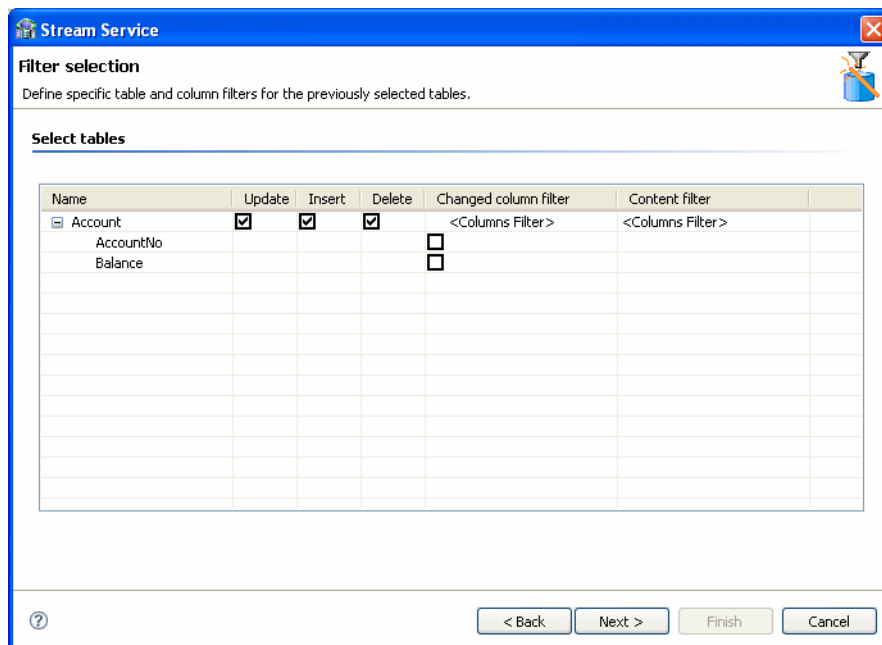 Stream Service
Filter selection
Define specific table and column filters for the previously selected tables.
Select tables
Name Update Insert Delete Changed column filter Content filter
Account <Columns Filter> <Columns Filter>
AccountNo
Balance
< Back Next > Finish Cancel